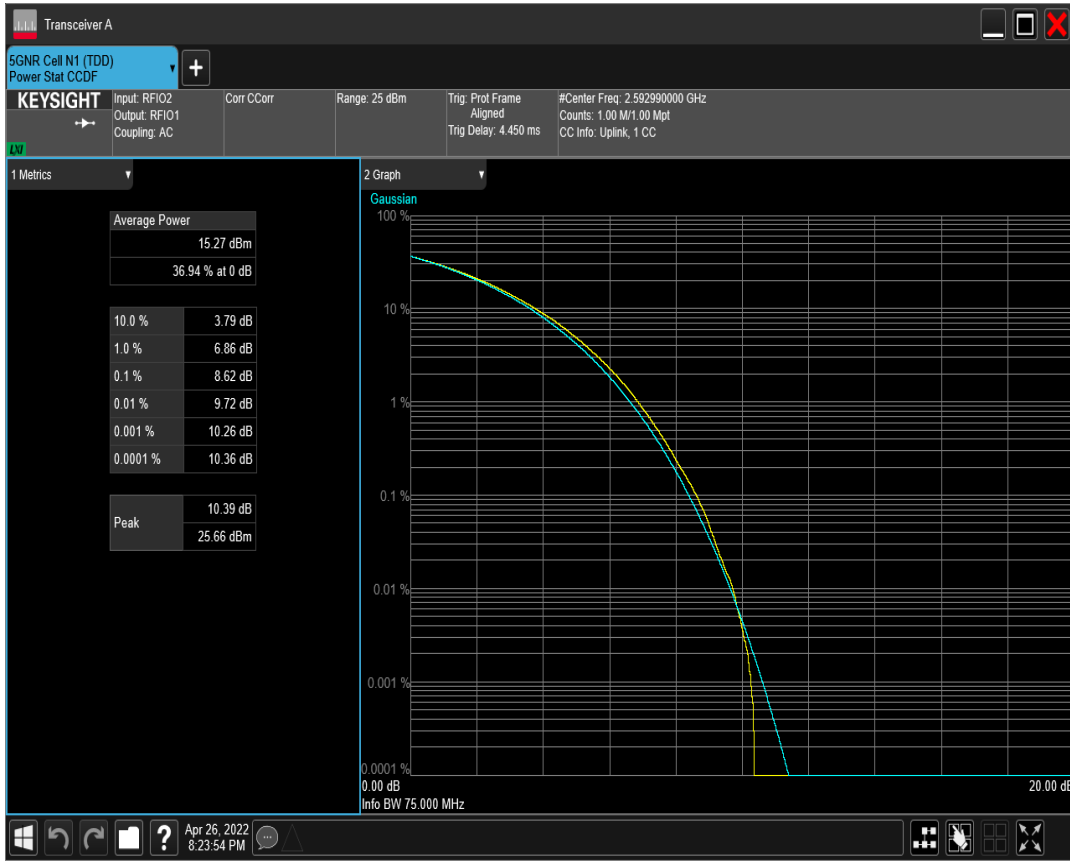 Transceiver A
5GNR Cell N1 (TDD)
Power Stat CCDF
KEYSIGHT
LXI
Input: RFIO2
Output: RFIO1
Coupling: AC
Corr CCorr
Range: 25 dBm
Trig: Prot Frame
Aligned
Trig Delay: 4.450 ms
#Center Freq: 2.592990000 GHz
Counts: 1.00 M/1.00 Mpt
CC Info: Uplink, 1 CC
1 Metrics
Average Power
15.27 dBm
36.94 % at 0 dB
10.0 % 3.79 dB
1.0 % 6.86 dB
0.1 % 8.62 dB
0.01 % 9.72 dB
0.001 % 10.26 dB
0.0001 % 10.36 dB
Peak
10.39 dB
25.66 dBm
2 Graph
Gaussian
100 %
10 %
1 %
0.1 %
0.01 %
0.001 %
0.0001 %
0.00 dB 20.00 dB
Info BW 75.000 MHz
?
Apr 26, 2022
8:23:54 PM